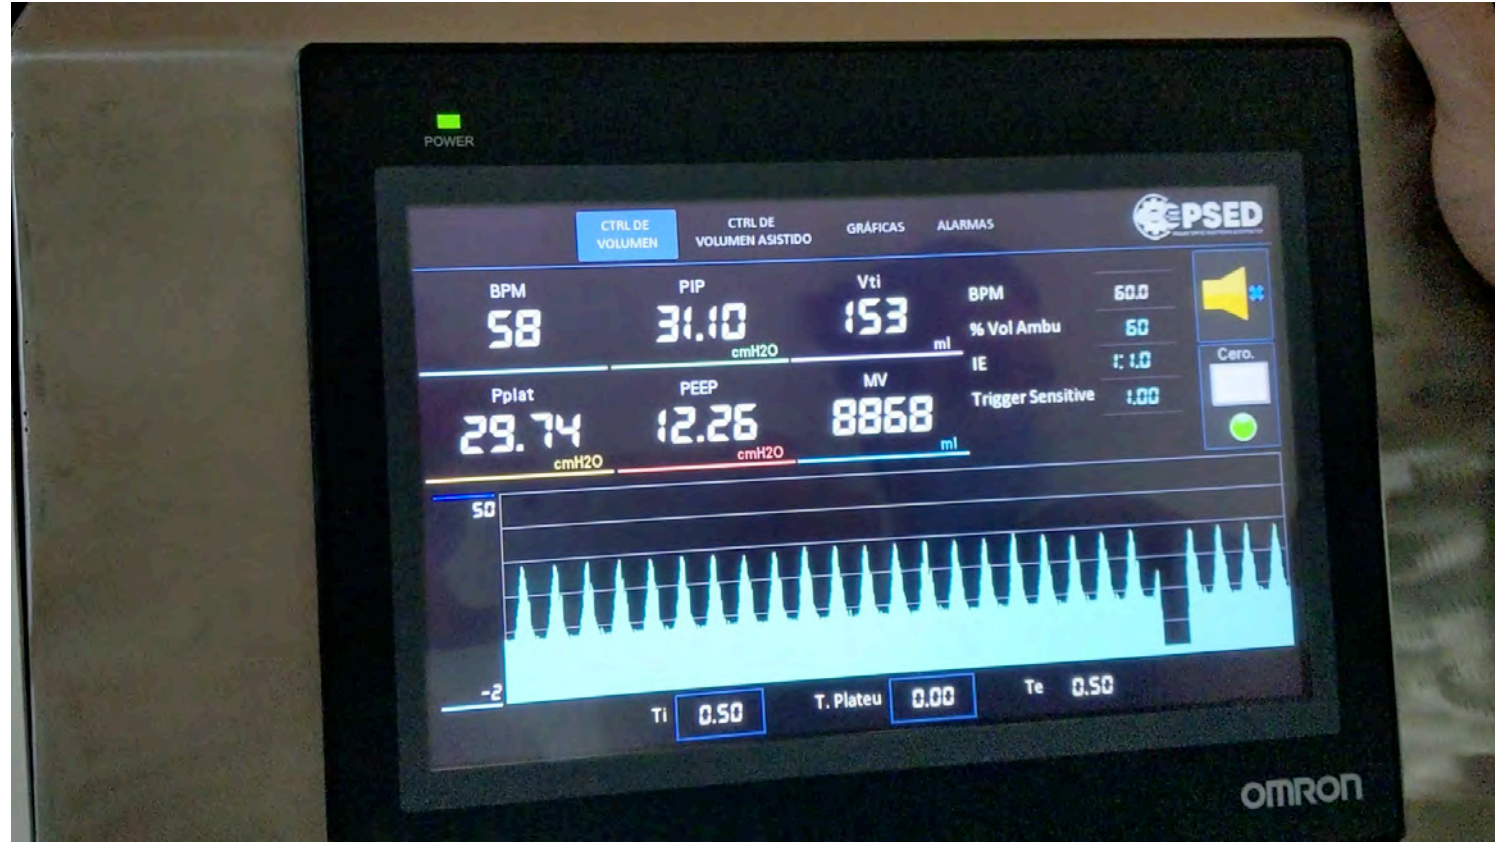 POWER
CTRL DE
VOLUMEN
CTRL DE
VOLUMEN ASISTIDO
GRÁFICAS
ALARMAS
PSED
BPM
58
PIP
31.10
cmH2O
Vti
153
ml
BPM 60.0
% Vol Ambu 60
IE 1:1.0
Trigger Sensitive 1.00
Cero.
Pplat
29.74
cmH2O
PEEP
12.26
cmH2O
MV
8868
ml
50
-2
Ti 0.50
T. Plateu 0.00
Te 0.50
OMRON